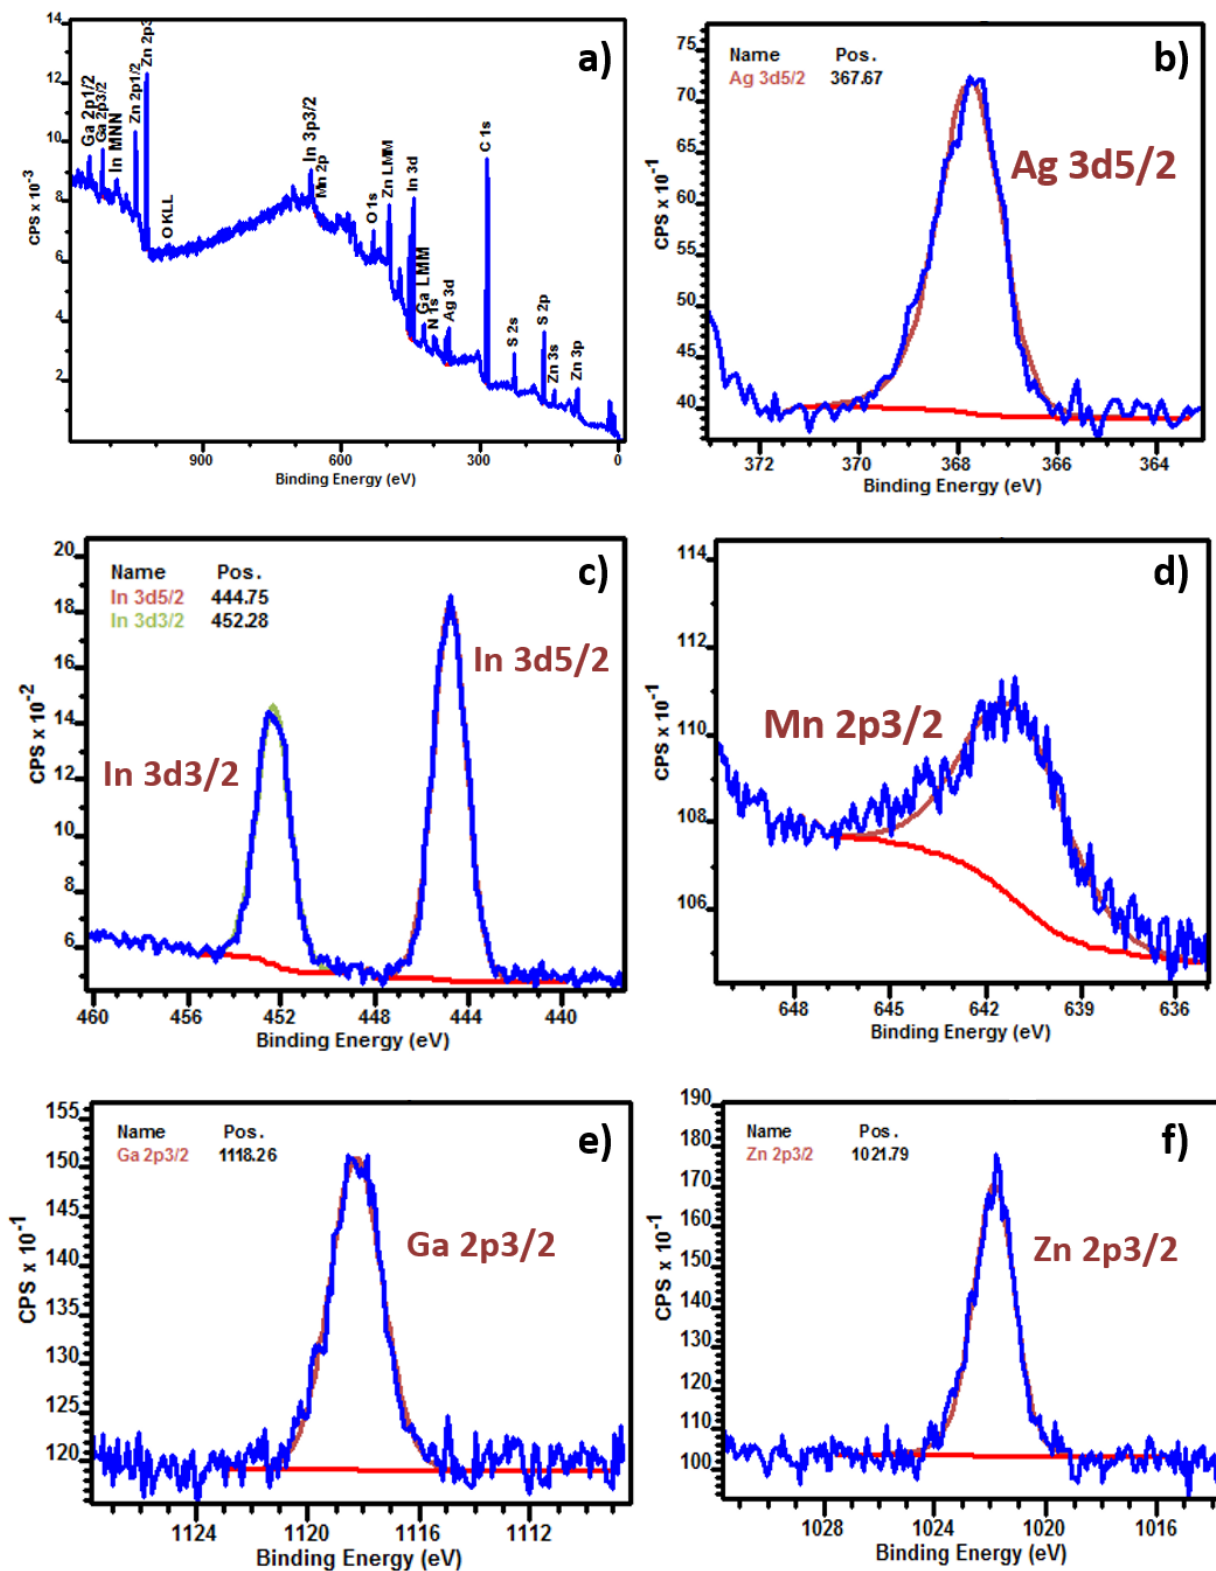 a)
14
12
10
8
6
4
2
CPS x 10⁻³
Ga 2p1/2
Ga 2p3/2
In MNN
Zn 2p1/2
Zn 2p3
O KLL
In 3p3/2
Mn 2p
O 1s
Zn LMM
In 3d
Ga LMM
N 1s
Ag 3d
C 1s
S 2s
S 2p
Zn 3s
Zn 3p
900 600 300 0
Binding Energy (eV)
b)
Name Pos.
Ag 3d5/2 367.67
Ag 3d5/2
75
70
65
60
55
50
45
40
CPS x 10⁻¹
372 370 368 366 364
Binding Energy (eV)
c)
Name Pos.
In 3d5/2 444.75
In 3d3/2 452.28
In 3d5/2
In 3d3/2
20
18
16
14
12
10
8
6
CPS x 10⁻²
460 456 452 448 444 440
Binding Energy (eV)
d)
Mn 2p3/2
114
112
110
108
106
CPS x 10⁻¹
648 645 642 639 636
Binding Energy (eV)
e)
Name Pos.
Ga 2p3/2 1118.26
Ga 2p3/2
155
150
145
140
135
130
125
120
CPS x 10⁻¹
1124 1120 1116 1112
Binding Energy (eV)
f)
Name Pos.
Zn 2p3/2 1021.79
Zn 2p3/2
190
180
170
160
150
140
130
120
110
100
CPS x 10⁻¹
1028 1024 1020 1016
Binding Energy (eV)